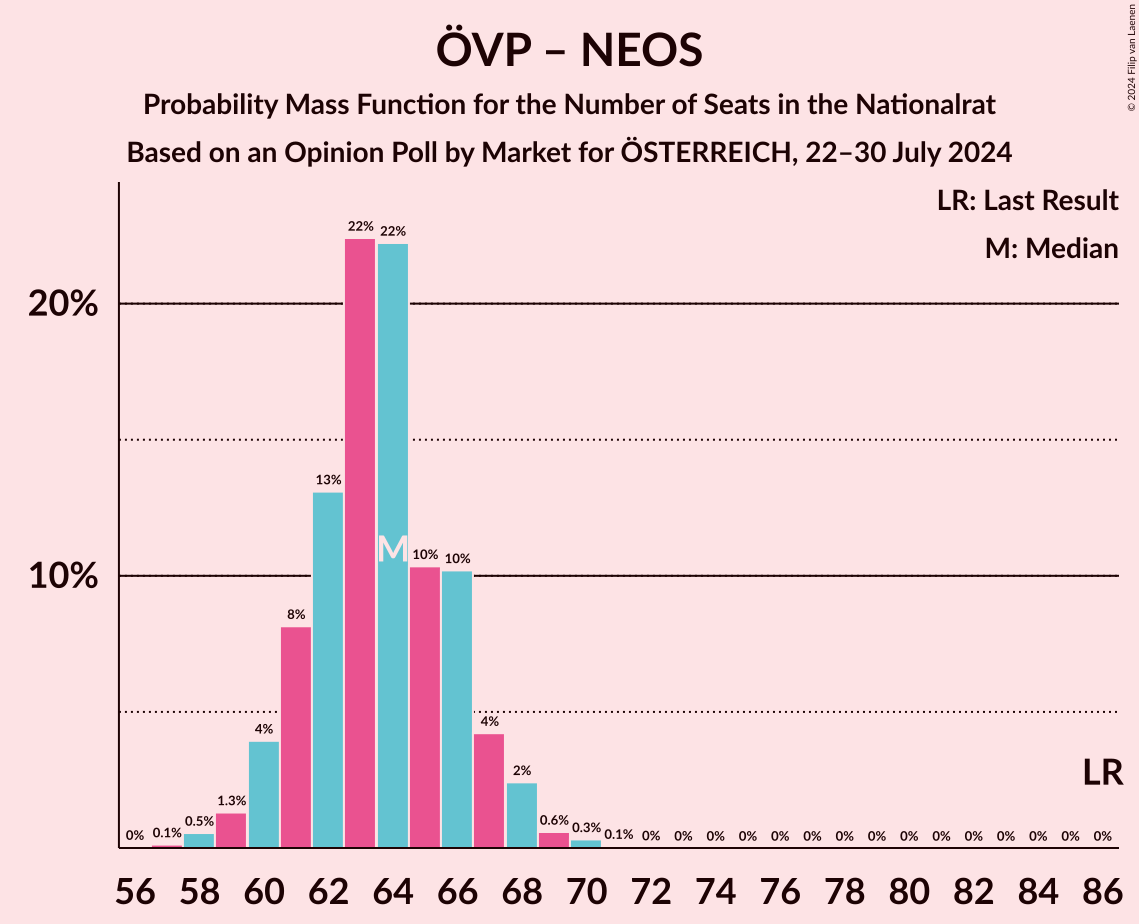 ÖVP – NEOS
Probability Mass Function for the Number of Seats in the Nationalrat
Based on an Opinion Poll by Market for ÖSTERREICH, 22–30 July 2024
© 2024 Filip van Laenen
LR: Last Result
M: Median
20%
10%
0% 0.1% 0.5% 1.3% 4% 8% 13% 22% 22% 10% 10% 4% 2% 0.6% 0.3% 0.1% 0% 0% 0% 0% 0% 0% 0% 0% 0% 0% 0% 0% 0% 0% 0%
M
LR
56 58 60 62 64 66 68 70 72 74 76 78 80 82 84 86